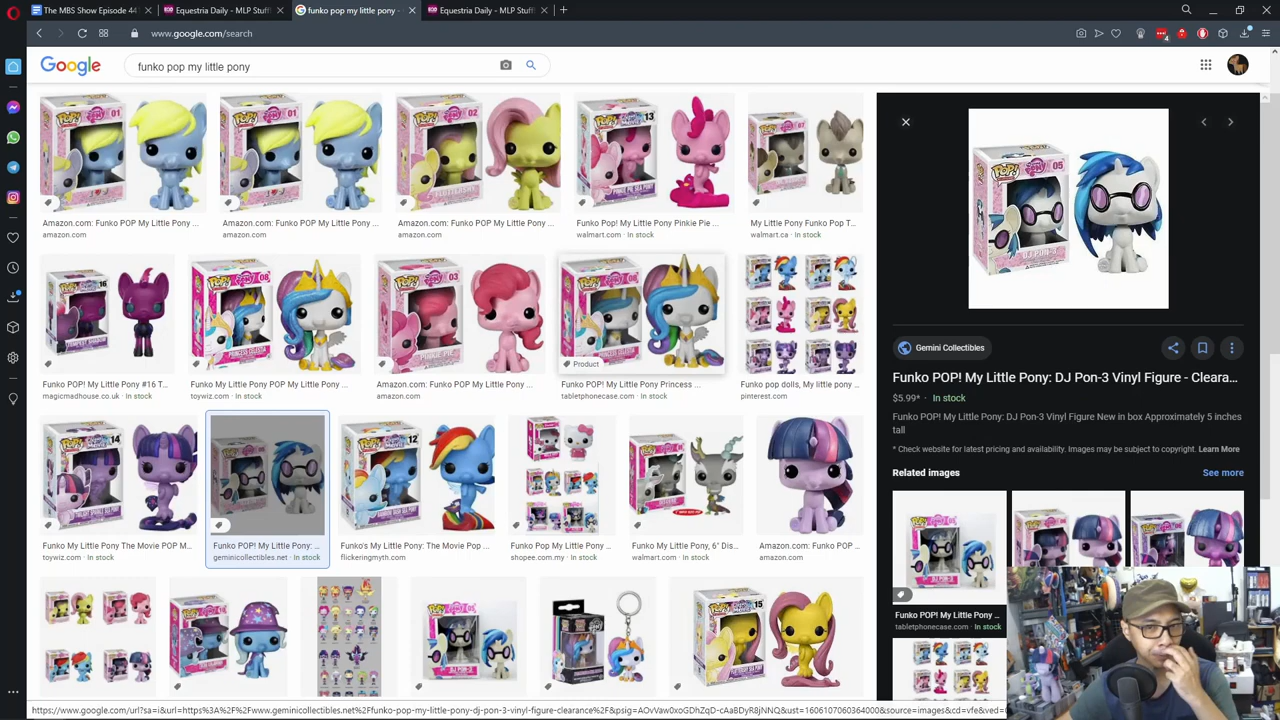 The MBS Show Episode 44
Equestria Daily - MLP Stuff!
funko pop my little pony -
Equestria Daily - MLP Stuff!
www.google.com/search
4
Google
funko pop my little pony
Amazon.com: Funko POP My Little Pony ...
amazon.com
Amazon.com: Funko POP My Little Pony ...
amazon.com
Amazon.com: Funko POP My Little Pony ...
amazon.com
Funko Pop! My Little Pony Pinkie Pie ...
walmart.com · In stock
My Little Pony Funko Pop T...
walmart.ca · In stock
Funko POP! My Little Pony #16 T...
magicmadhouse.co.uk · In stock
Funko My Little Pony POP My Little Pony ...
toywiz.com · In stock
Amazon.com: Funko POP My Little Pony ...
amazon.com
Product
Funko POP! My Little Pony Princess ...
tabletphonecase.com · In stock
Funko pop dolls, My little pony ...
pinterest.com
Funko My Little Pony The Movie POP M...
toywiz.com · In stock
Funko POP! My Little Pony: ...
geminicollectibles.net · In stock
Funko's My Little Pony: The Movie Pop ...
flickeringmyth.com
Funko Pop My Little Pony ...
shopee.com.my · In stock
Funko My Little Pony, 6" Dis...
walmart.com · In stock
Amazon.com: Funko POP ...
amazon.com
POP!
05
DJ PON-3
Gemini Collectibles
Funko POP! My Little Pony: DJ Pon-3 Vinyl Figure - Cleara...
$5.99* · In stock
Funko POP! My Little Pony: DJ Pon-3 Vinyl Figure New in box Approximately 5 inches
tall
* Check website for latest pricing and availability. Images may be subject to copyright. Learn More
Related images
See more
Funko POP! My Little Pony ...
tabletphonecase.com · In stock